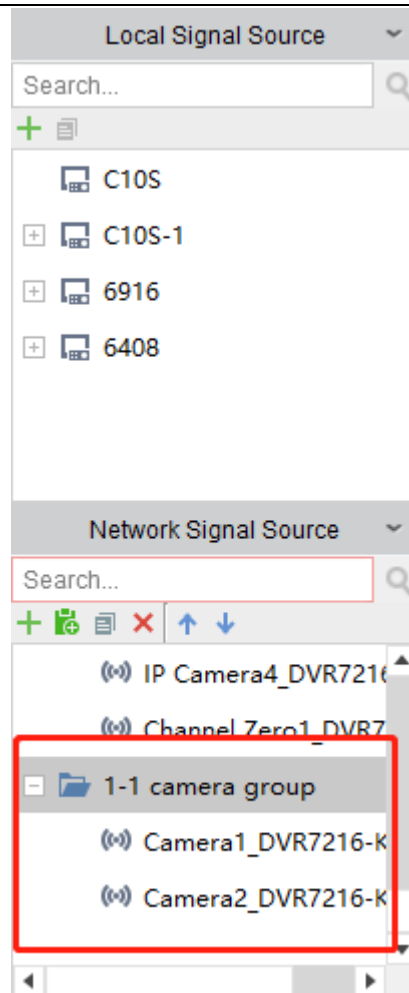 Local Signal Source
Search...
C10S
C10S-1
6916
6408
Network Signal Source
Search...
IP Camera4_DVR7216
Channel Zero1_DVR7
1-1 camera group
Camera1_DVR7216-K
Camera2_DVR7216-K